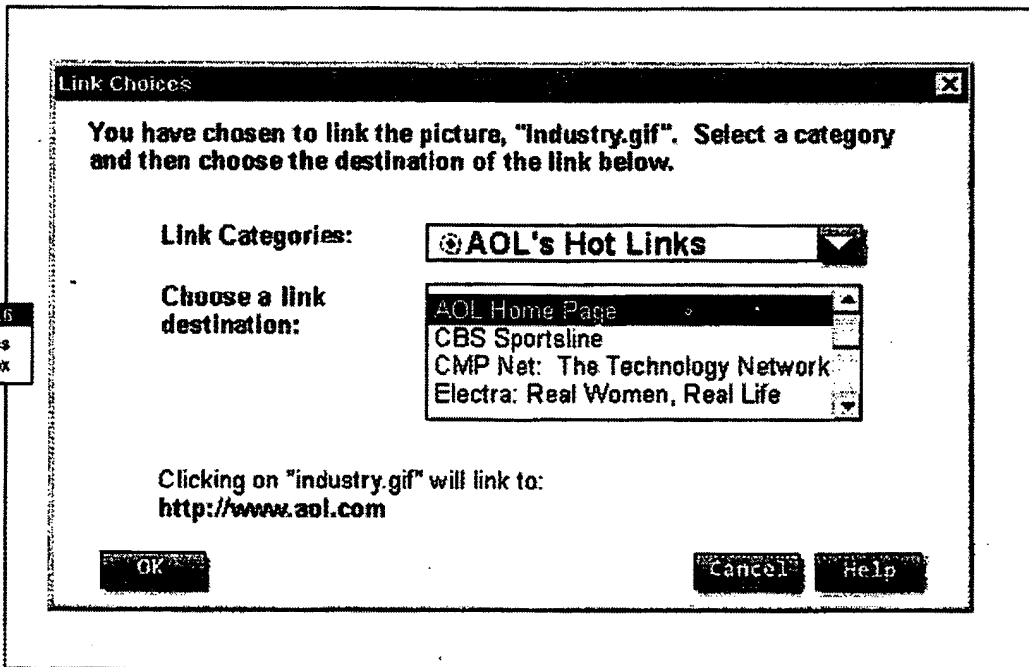 Link Choices
You have chosen to link the picture, "Industry.gif". Select a category
and then choose the destination of the link below.
Link Categories:
AOL's Hot Links
Choose a link
destination:
AOL Home Page
CBS Sportsline
CMP Net: The Technology Network
Electra: Real Women, Real Life
Clicking on "industry.gif" will link to:
http://www.aol.com
OK
Cancel
Help